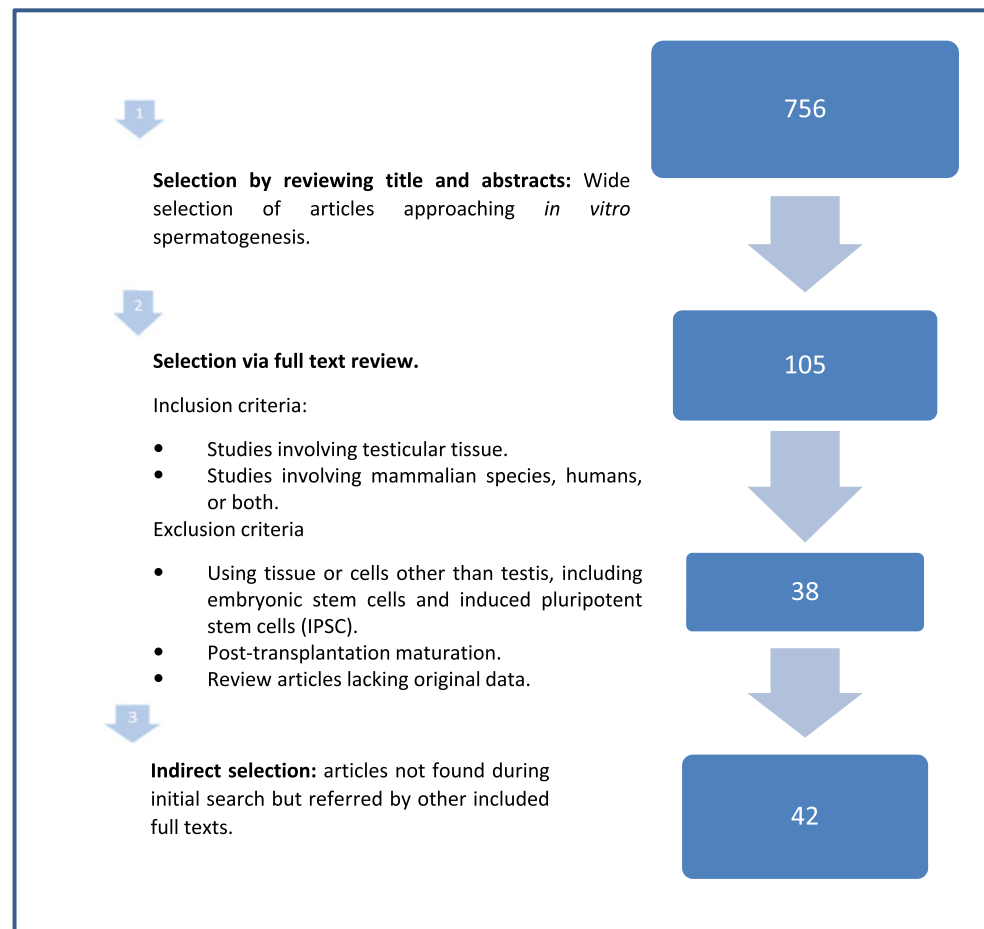 756
1
Selection by reviewing title and abstracts: Wide
selection of articles approaching in vitro
spermatogenesis.
2
105
Selection via full text review.
Inclusion criteria:
• Studies involving testicular tissue.
• Studies involving mammalian species, humans,
or both.
Exclusion criteria
• Using tissue or cells other than testis, including
embryonic stem cells and induced pluripotent
stem cells (IPSC).
• Post-transplantation maturation.
• Review articles lacking original data.
38
3
Indirect selection: articles not found during
initial search but referred by other included
full texts.
42